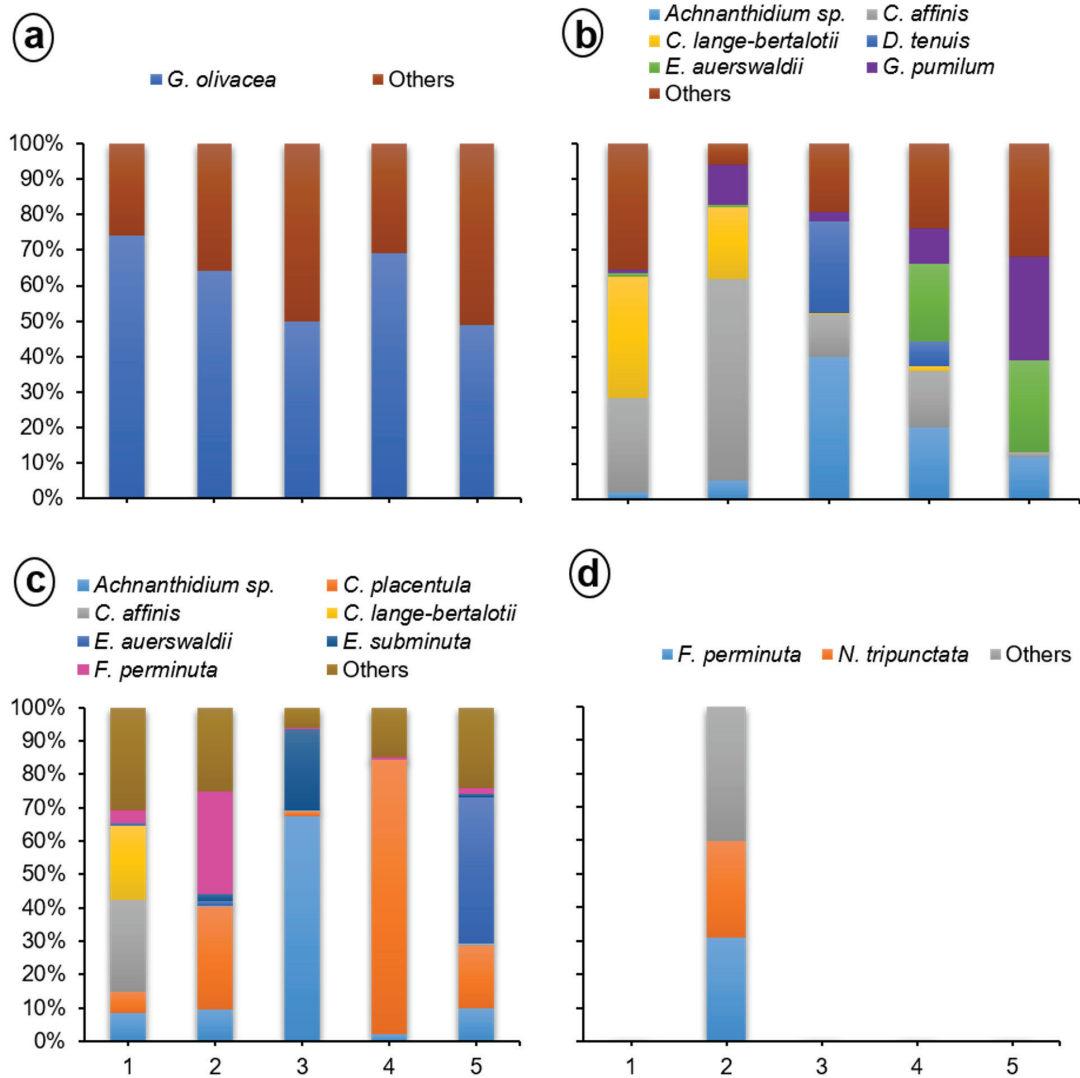 a
G. olivacea Others
100%
90%
80%
70%
60%
50%
40%
30%
20%
10%
0%
b
Achnanthidium sp. C. affinis
C. lange-bertalotii D. tenuis
E. auerswaldii G. pumilum
Others
c
Achnanthidium sp. C. placentula
C. affinis C. lange-bertalotii
E. auerswaldii E. subminuta
F. perminuta Others
100%
90%
80%
70%
60%
50%
40%
30%
20%
10%
0%
1 2 3 4 5
d
F. perminuta N. tripunctata Others
1 2 3 4 5